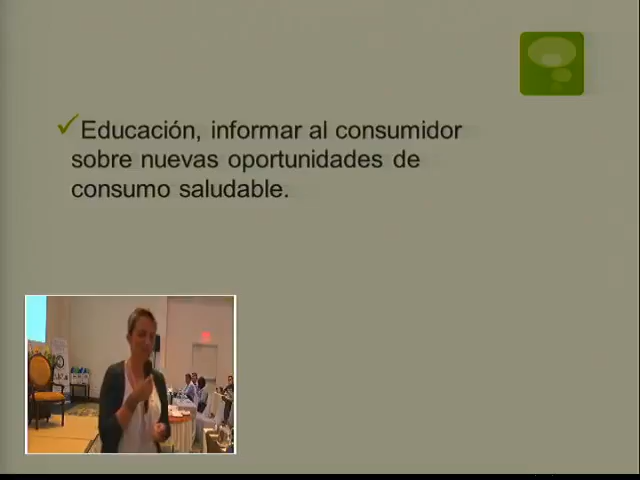 Educación, informar al consumidor
sobre nuevas oportunidades de
consumo saludable.